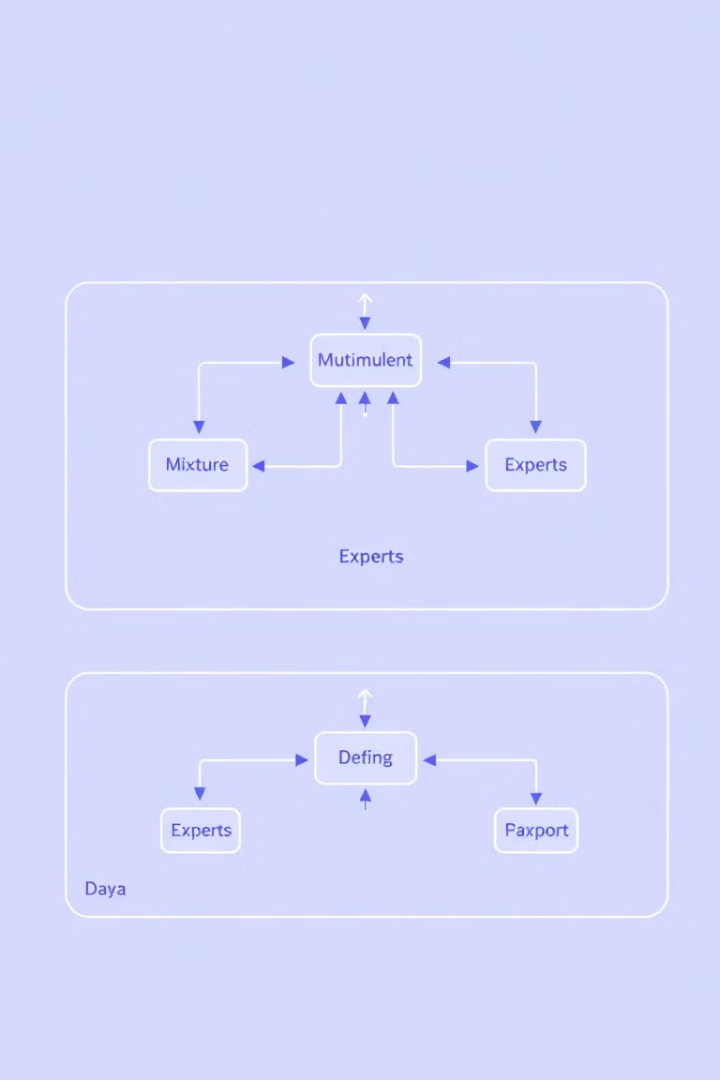 Mutimulent
Mixture
Experts
Experts
Defing
Experts
Paxport
Daya